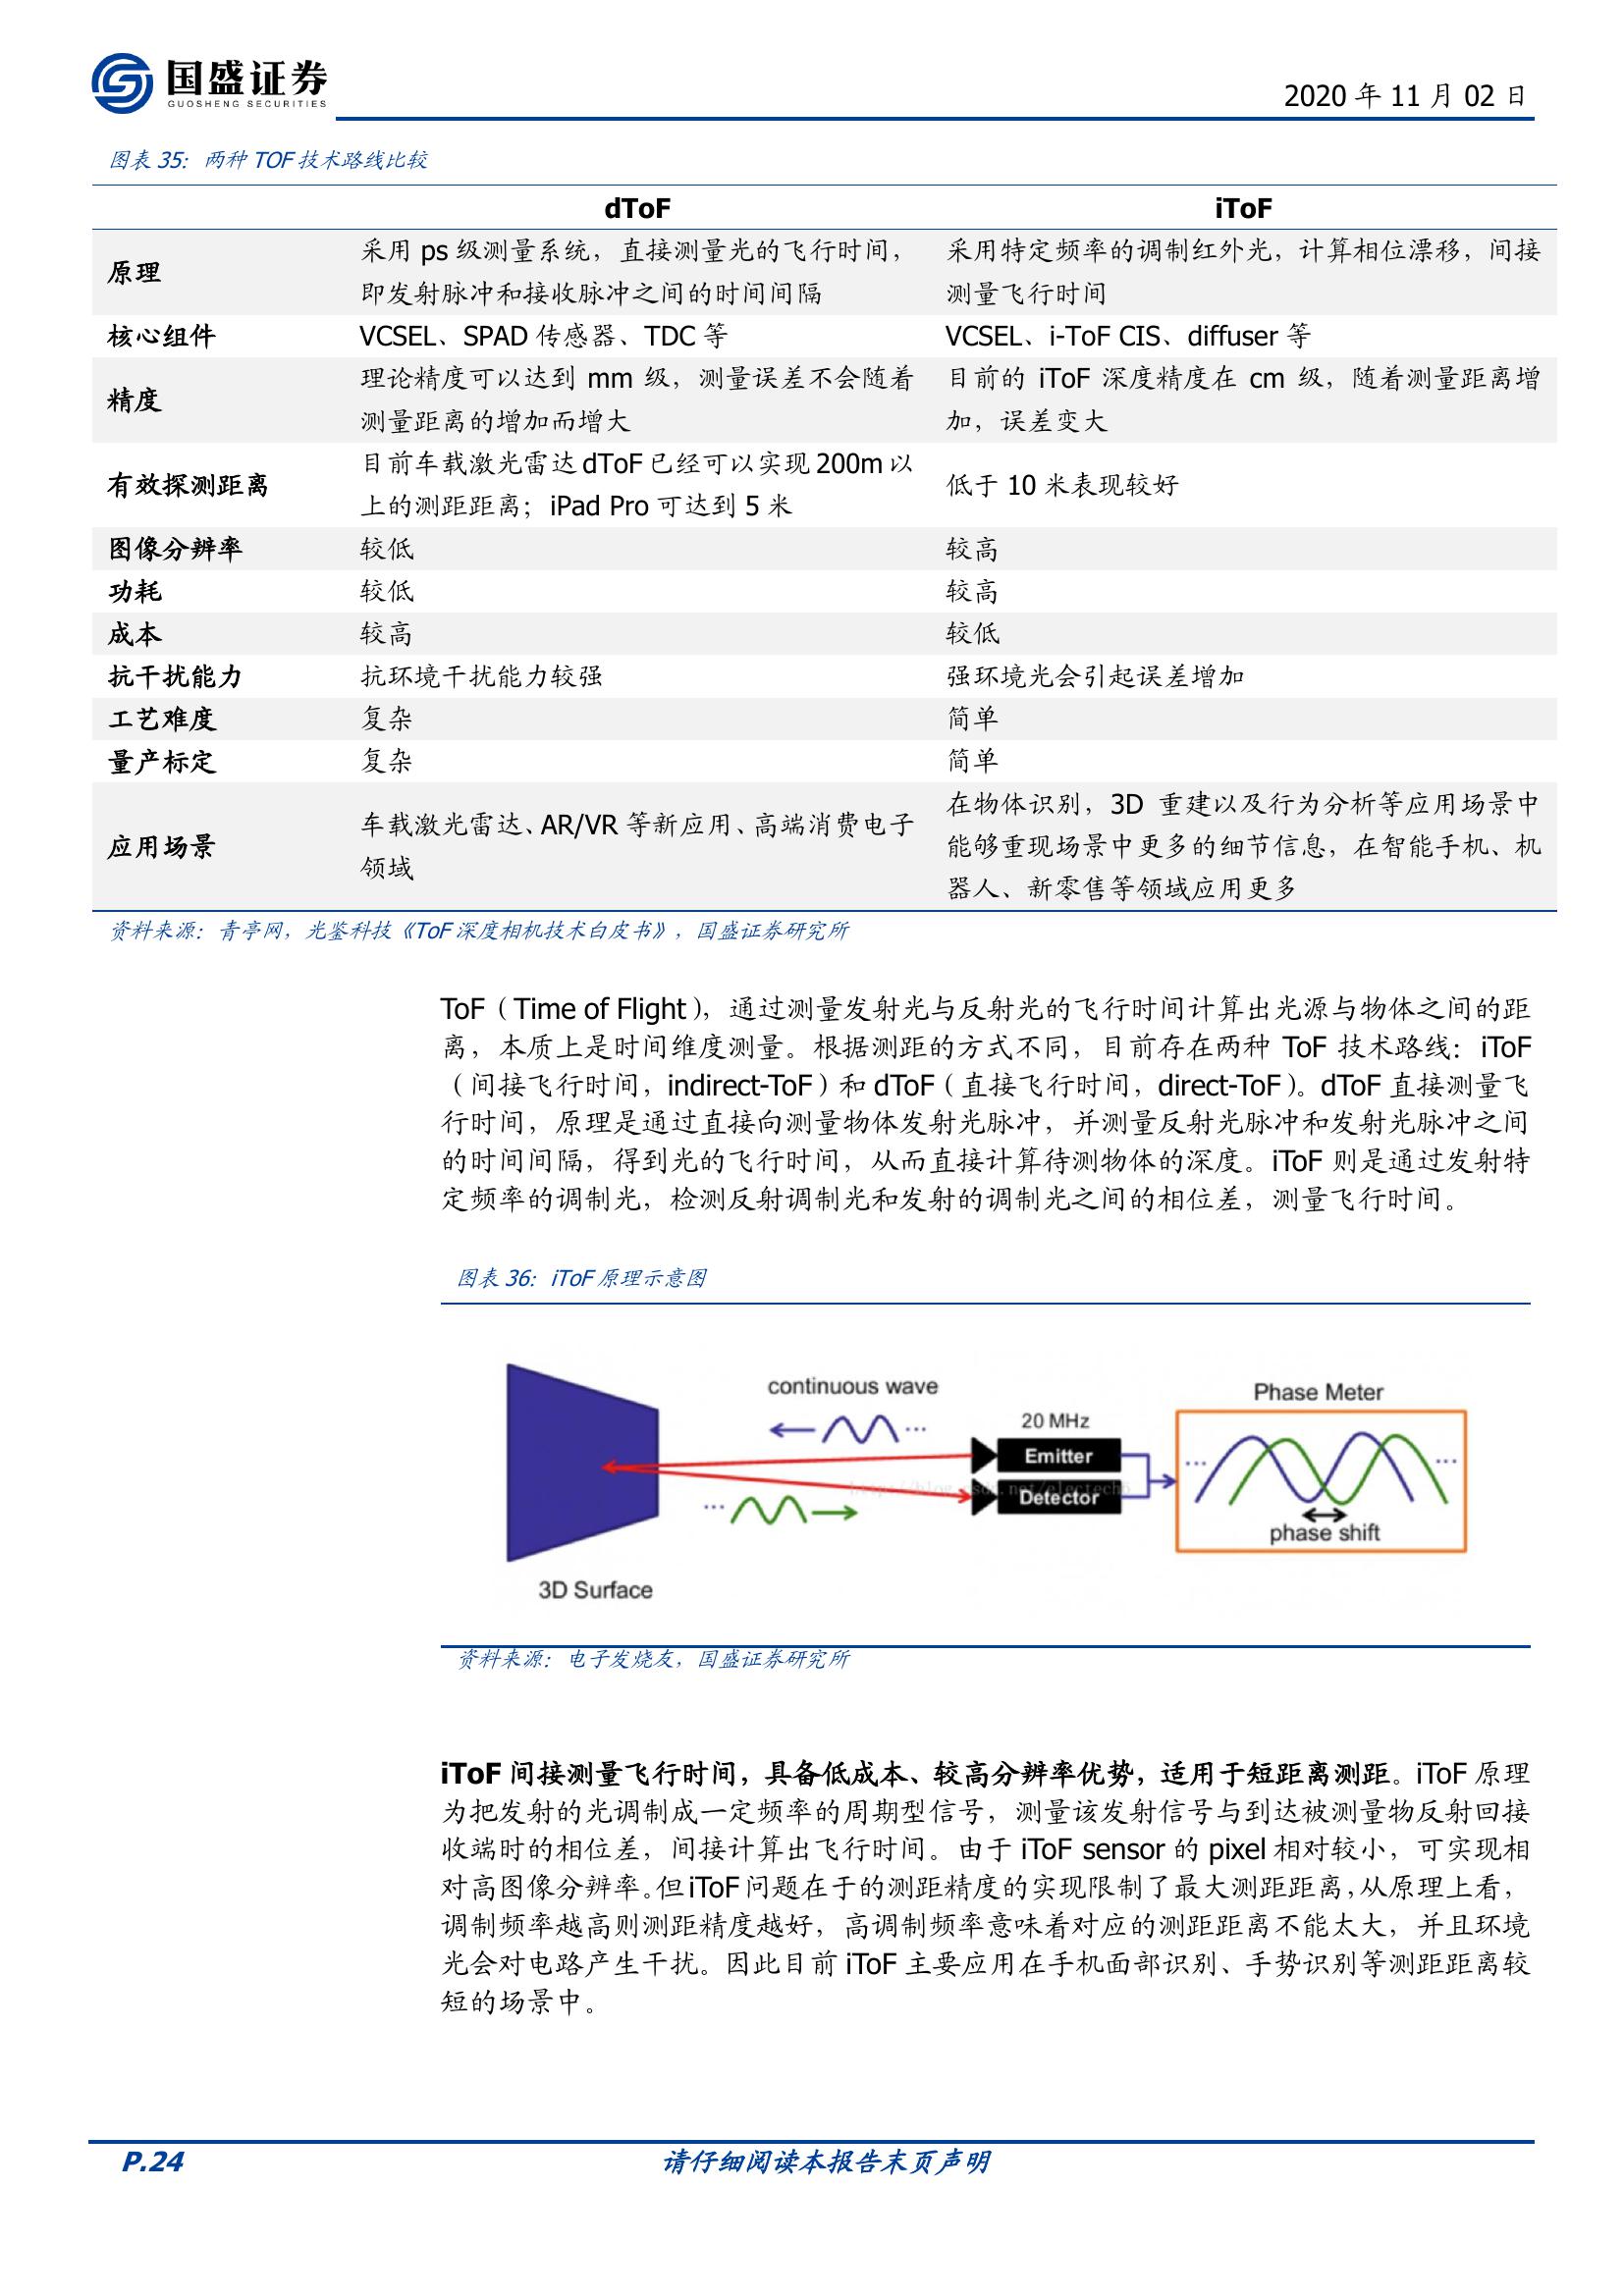 国盛证券
GUOSHENG SECURITIES
2020 年 11 月 02 日
图表 35：两种 TOF 技术路线比较
dToF iToF
原理 采用 ps 级测量系统，直接测量光的飞行时间，即发射脉冲和接收脉冲之间的时间间隔 采用特定频率的调制红外光，计算相位漂移，间接测量飞行时间
核心组件 VCSEL、SPAD 传感器、TDC 等 VCSEL、i-ToF CIS、diffuser 等
精度 理论精度可以达到 mm 级，测量误差不会随着测量距离的增加而增大 目前的 iToF 深度精度在 cm 级，随着测量距离增加，误差变大
有效探测距离 目前车载激光雷达 dToF 已经可以实现 200m 以上的测距距离；iPad Pro 可达到 5 米 低于 10 米表现较好
图像分辨率 较低 较高
功耗 较低 较高
成本 较高 较低
抗干扰能力 抗环境干扰能力较强 强环境光会引起误差增加
工艺难度 复杂 简单
量产标定 复杂 简单
应用场景 车载激光雷达、AR/VR 等新应用、高端消费电子领域 在物体识别，3D 重建以及行为分析等应用场景中能够重现场景中更多的细节信息，在智能手机、机器人、新零售等领域应用更多
资料来源：青亭网，光鉴科技《ToF 深度相机技术白皮书》，国盛证券研究所
ToF（Time of Flight），通过测量发射光与反射光的飞行时间计算出光源与物体之间的距
离，本质上是时间维度测量。根据测距的方式不同，目前存在两种 ToF 技术路线：iToF
（间接飞行时间，indirect-ToF）和 dToF（直接飞行时间，direct-ToF）。dToF 直接测量飞
行时间，原理是通过直接向测量物体发射光脉冲，并测量反射光脉冲和发射光脉冲之间
的时间间隔，得到光的飞行时间，从而直接计算待测物体的深度。iToF 则是通过发射特
定频率的调制光，检测反射调制光和发射的调制光之间的相位差，测量飞行时间。
图表 36：iToF 原理示意图
continuous wave
20 MHz
Emitter
Detector
Phase Meter
phase shift
3D Surface
资料来源：电子发烧友，国盛证券研究所
iToF 间接测量飞行时间，具备低成本、较高分辨率优势，适用于短距离测距。iToF 原理
为把发射的光调制成一定频率的周期型信号，测量该发射信号与到达被测量物反射回接
收端时的相位差，间接计算出飞行时间。由于 iToF sensor 的 pixel 相对较小，可实现相
对高图像分辨率。但 iToF 问题在于的测距精度的实现限制了最大测距距离，从原理上看，
调制频率越高则测距精度越好，高调制频率意味着对应的测距距离不能太大，并且环境
光会对电路产生干扰。因此目前 iToF 主要应用在手机面部识别、手势识别等测距距离较
短的场景中。
P.24 请仔细阅读本报告末页声明